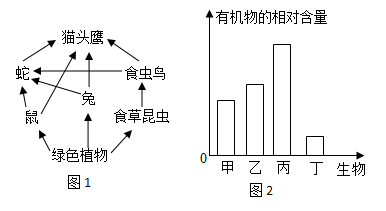 猫头鹰
蛇
食虫鸟
兔
鼠
食草昆虫
绿色植物
图1
有机物的相对含量
0
甲 乙 丙 丁 生物
图2